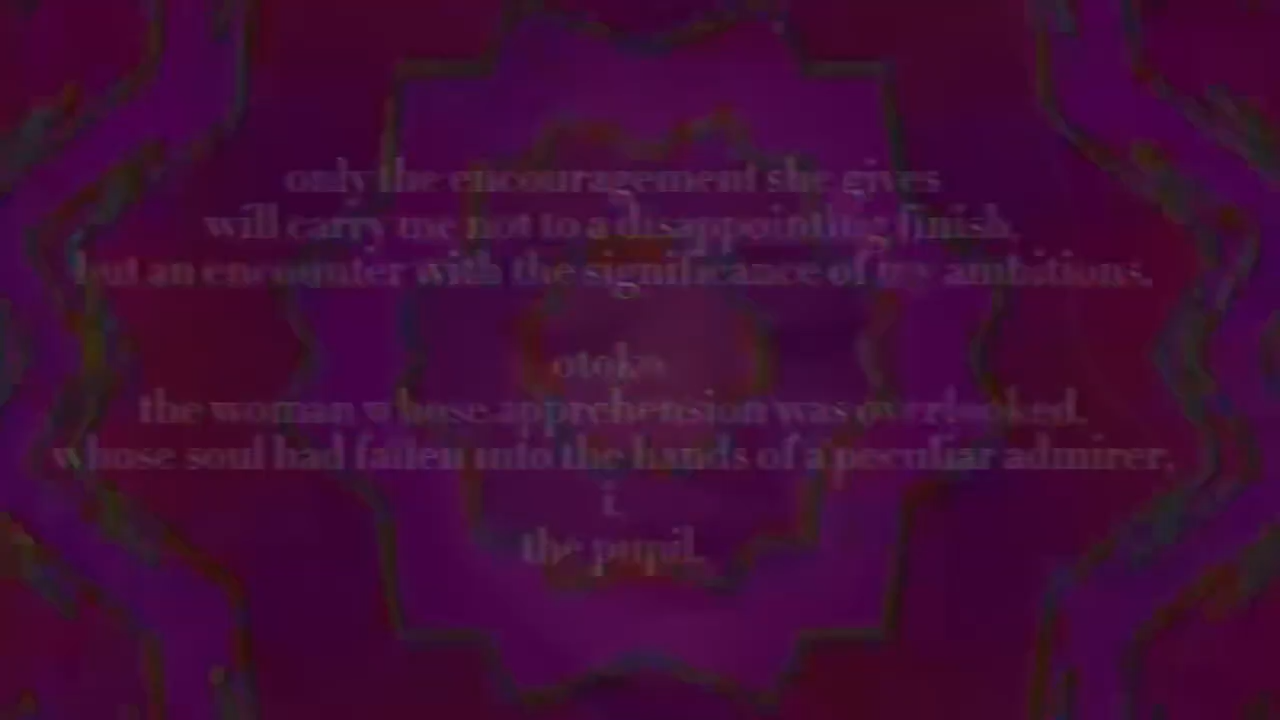 only the encouragement she gives
will carry me not to a disappointing finish,
but an encounter with the significance of my ambitions.
otoko.
the woman whose apprehension was overlooked.
whose soul had fallen into the hands of a peculiar admirer.
i.
the pupil.